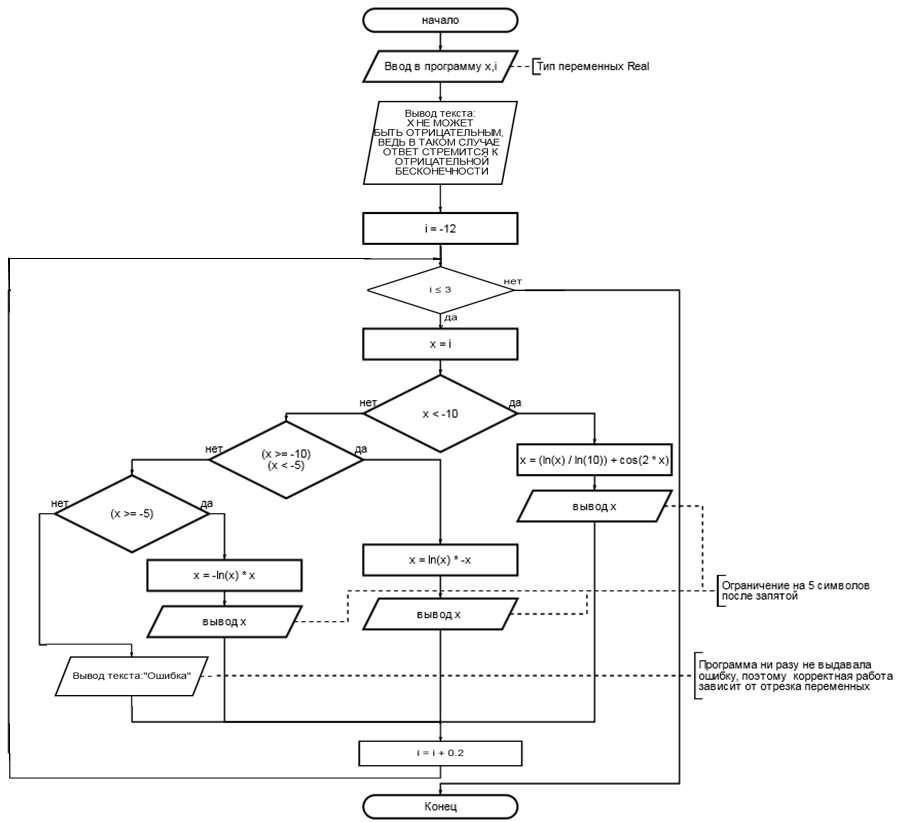 начало
Ввод в программу x,i
Тип переменных Real
Вывод текста:
X НЕ МОЖЕТ
БЫТЬ ОТРИЦАТЕЛЬНЫМ,
ВЕДЬ В ТАКОМ СЛУЧАЕ
ОТВЕТ СТРЕМИТСЯ К
ОТРИЦАТЕЛЬНОЙ
БЕСКОНЕЧНОСТИ
i = -12
i ≤ 3
нет
да
x = i
x < -10
нет
да
(x >= -10)
(x < -5)
нет
да
x = (ln(x) / ln(10)) + cos(2 * x)
вывод x
(x >= -5)
нет
да
x = -ln(x) * x
вывод x
x = ln(x) * -x
вывод x
Ограничение на 5 символов
после запятой
Вывод текста:"Ошибка"
Программа ни разу не выдавала
ошибку, поэтому корректная работа
зависит от отрезка переменных
i = i + 0.2
Конец